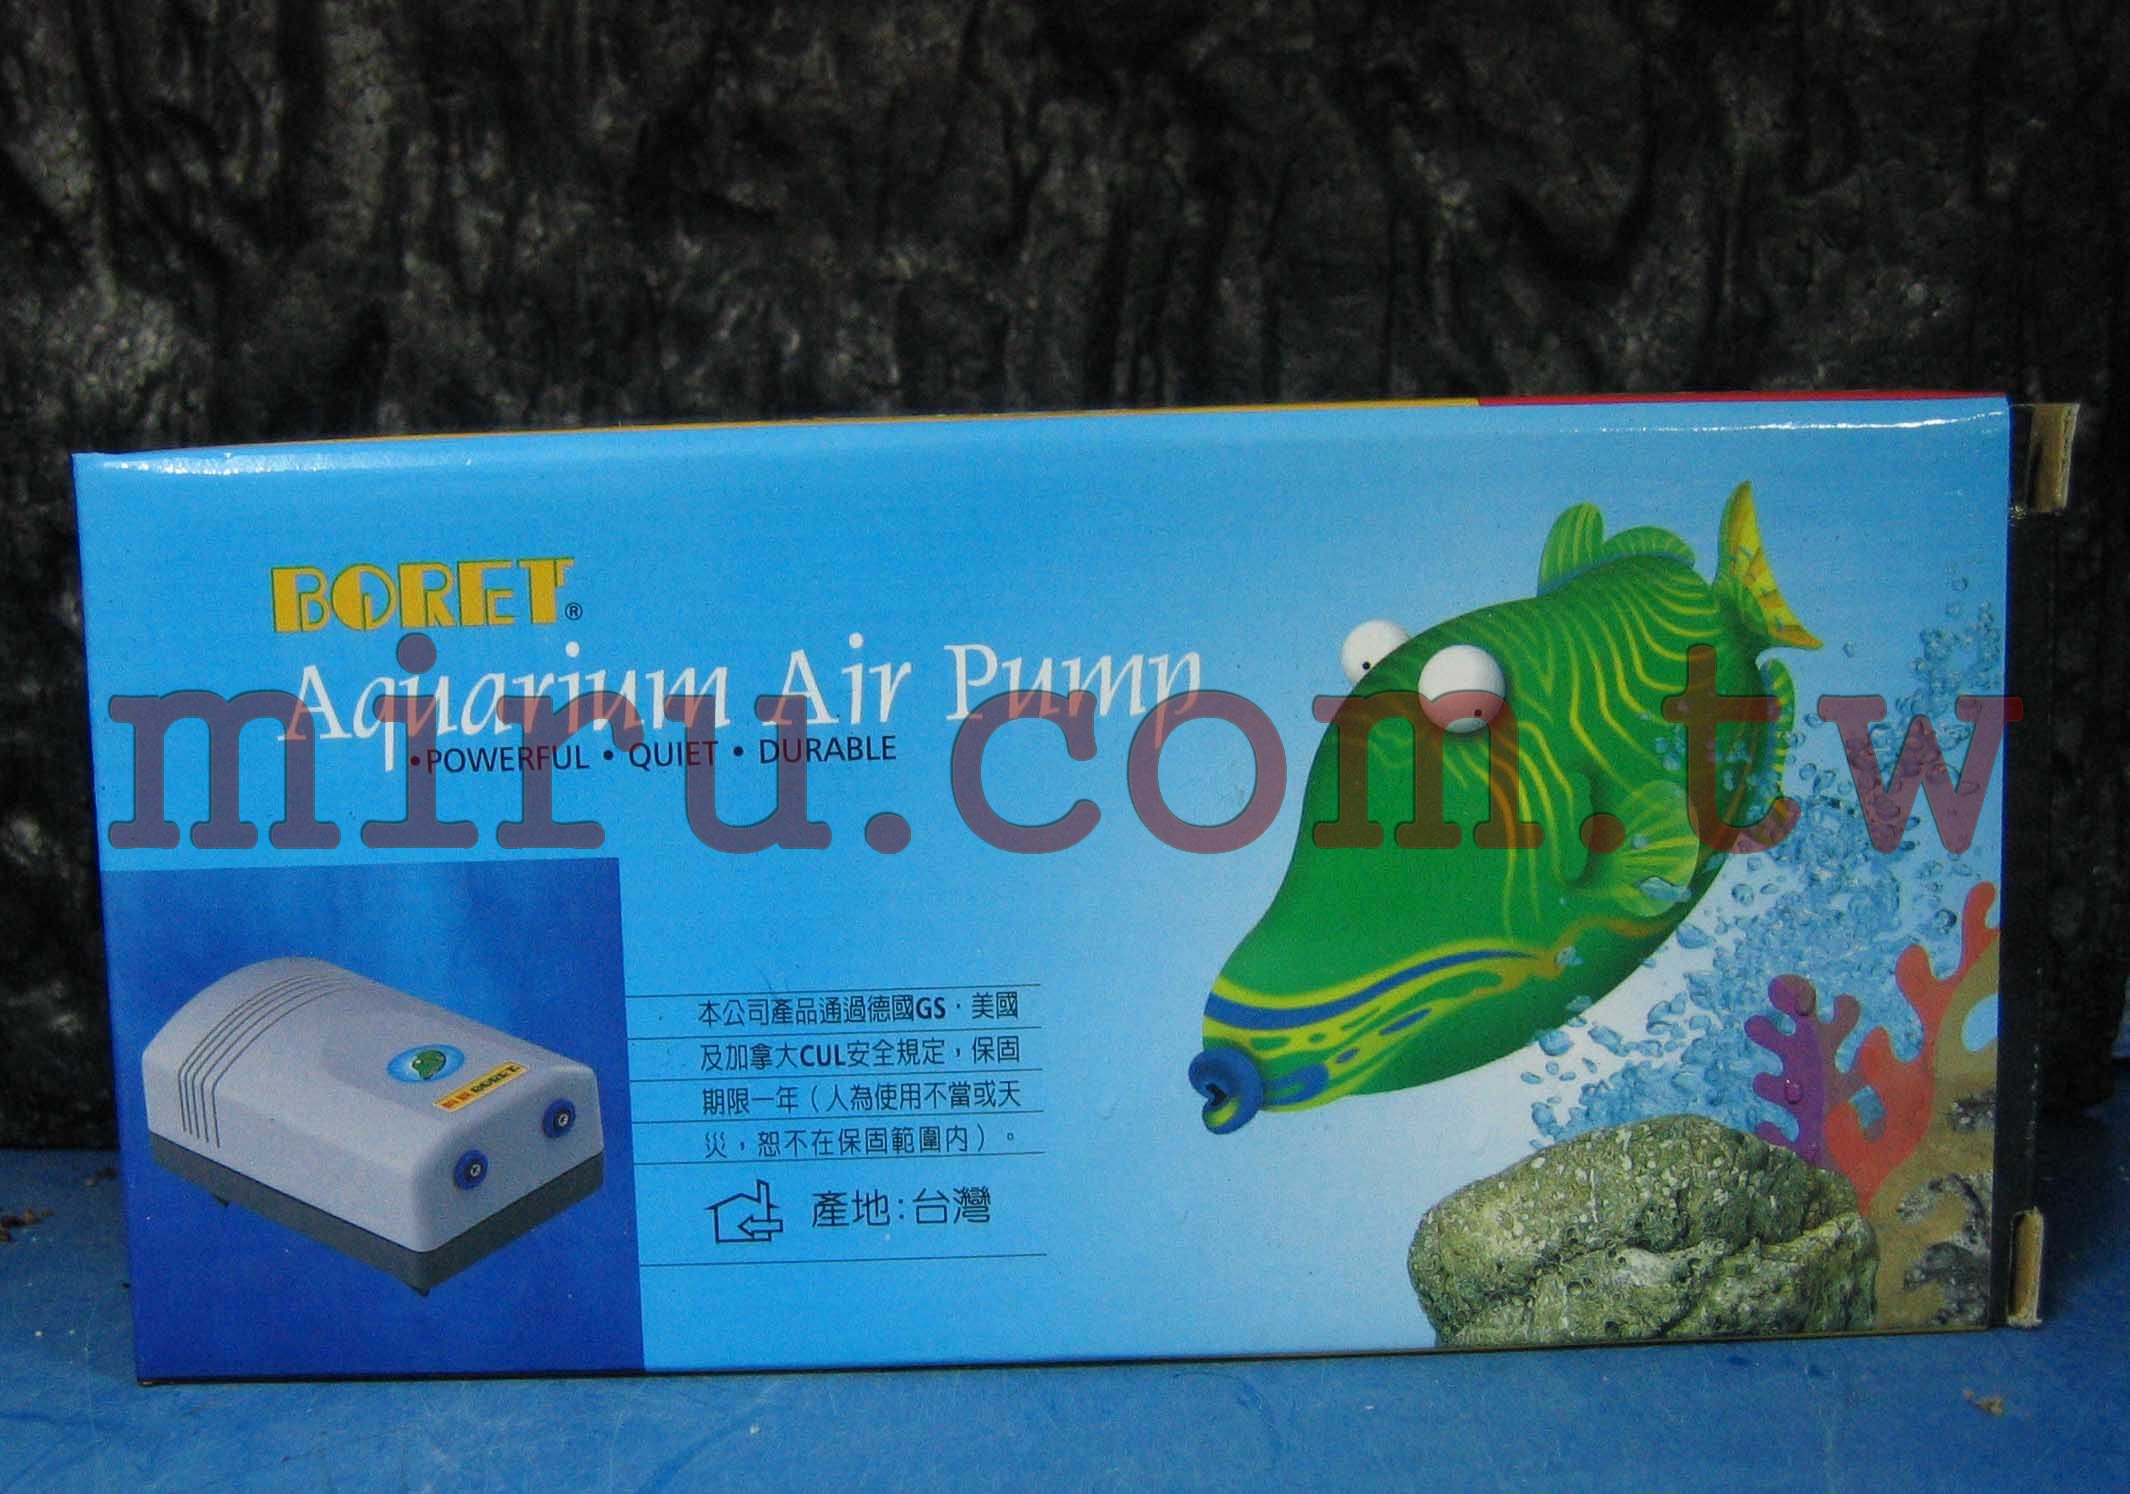 BORET®
Aquarium Air Pump
•POWERFUL • QUIET • DURABLE
miru.com.tw
本公司產品通過德國GS．美國
及加拿大CUL安全規定，保固
期限一年（人為使用不當或天
災，恕不在保固範圍內）。
產地:台灣
BORET